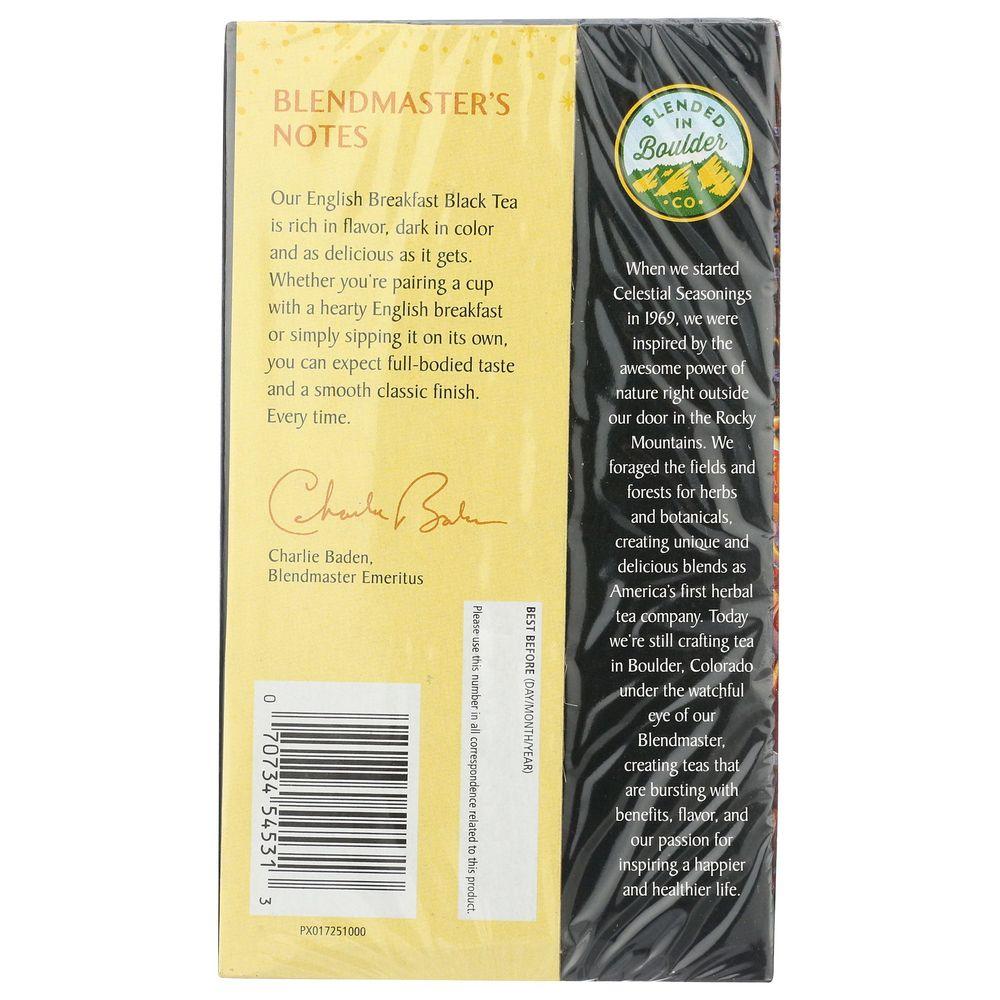 BLENDMASTER'S
NOTES
Our English Breakfast Black Tea
is rich in flavor, dark in color
and as delicious as it gets.
Whether you're pairing a cup
with a hearty English breakfast
or simply sipping it on its own,
you can expect full-bodied taste
and a smooth classic finish.
Every time.
Charlie Baden
Charlie Baden,
Blendmaster Emeritus
BEST BEFORE (DAY/MONTH/YEAR)
Please use this number in all correspondence related to this product.
0 70734 54531 3
PX017251000
BLENDED
IN
Boulder
•CO•
When we started
Celestial Seasonings
in 1969, we were
inspired by the
awesome power of
nature right outside
our door in the Rocky
Mountains. We
foraged the fields and
forests for herbs
and botanicals,
creating unique and
delicious blends as
America's first herbal
tea company. Today
we're still crafting tea
in Boulder, Colorado
under the watchful
eye of our
Blendmaster,
creating teas that
are bursting with
benefits, flavor, and
our passion for
inspiring a happier
and healthier life.